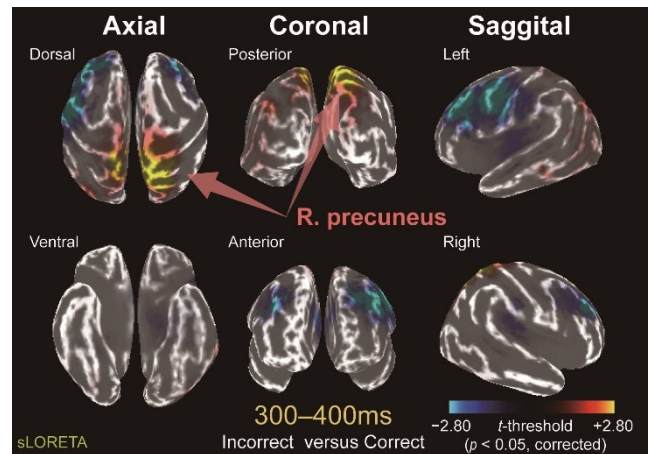 Axial Coronal Saggital
Dorsal Posterior Left
R. precuneus
Ventral Anterior Right
300–400ms
Incorrect versus Correct
sLORETA
−2.80 t-threshold +2.80
(p < 0.05, corrected)